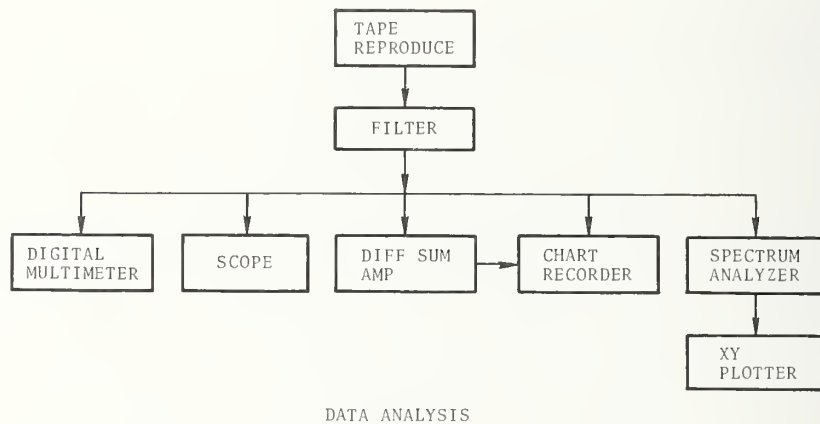 TAPE
REPRODUCE
FILTER
DIGITAL
MULTIMETER
SCOPE
DIFF SUM
AMP
CHART
RECORDER
SPECTRUM
ANALYZER
XY
PLOTTER
DATA ANALYSIS